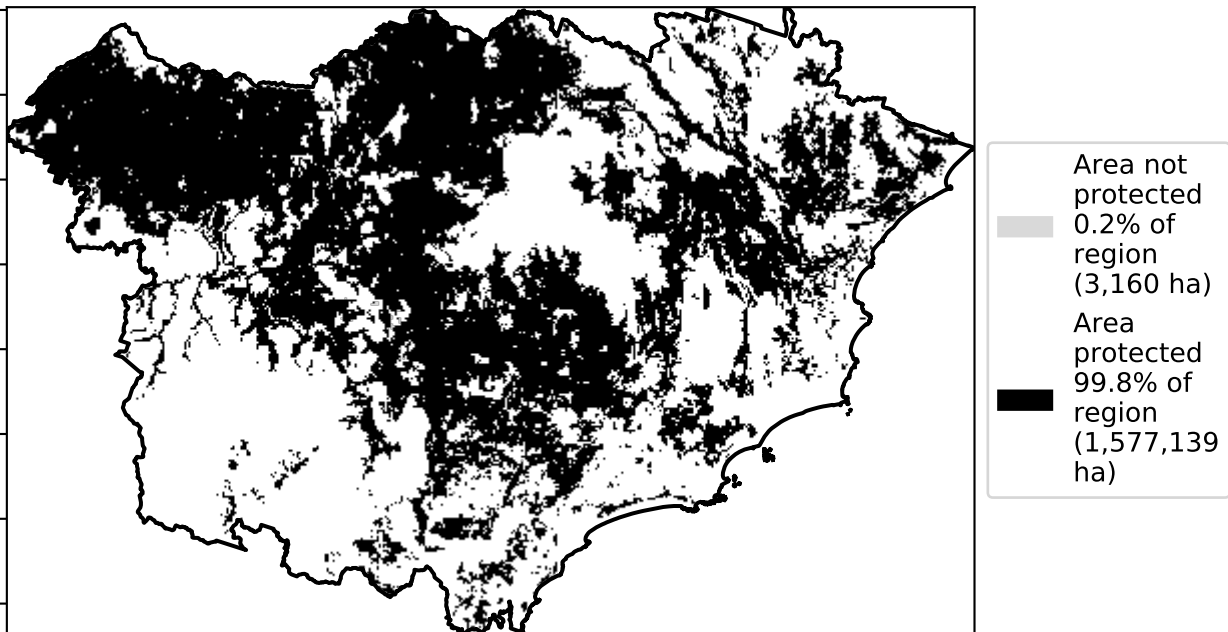 Area not
protected
0.2% of
region
(3,160 ha)
Area
protected
99.8% of
region
(1,577,139
ha)